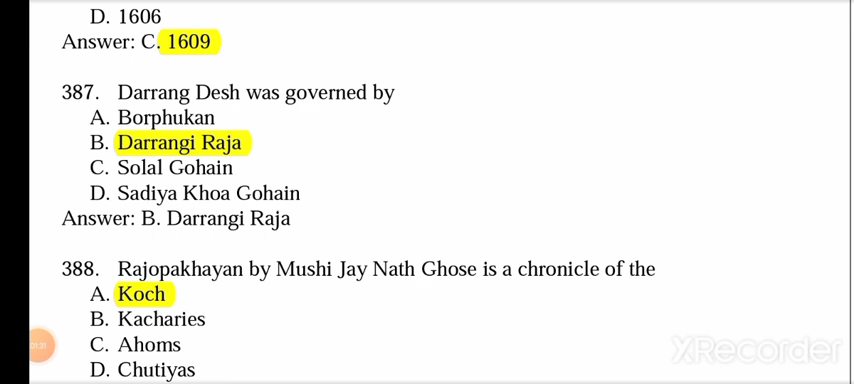 D. 1606
Answer: C. 1609
387. Darrang Desh was governed by
A. Borphukan
B. Darrangi Raja
C. Solal Gohain
D. Sadiya Khoa Gohain
Answer: B. Darrangi Raja
388. Rajopakhayan by Mushi Jay Nath Ghose is a chronicle of the
A. Koch
B. Kacharies
C. Ahoms
D. Chutiyas
XRecorder